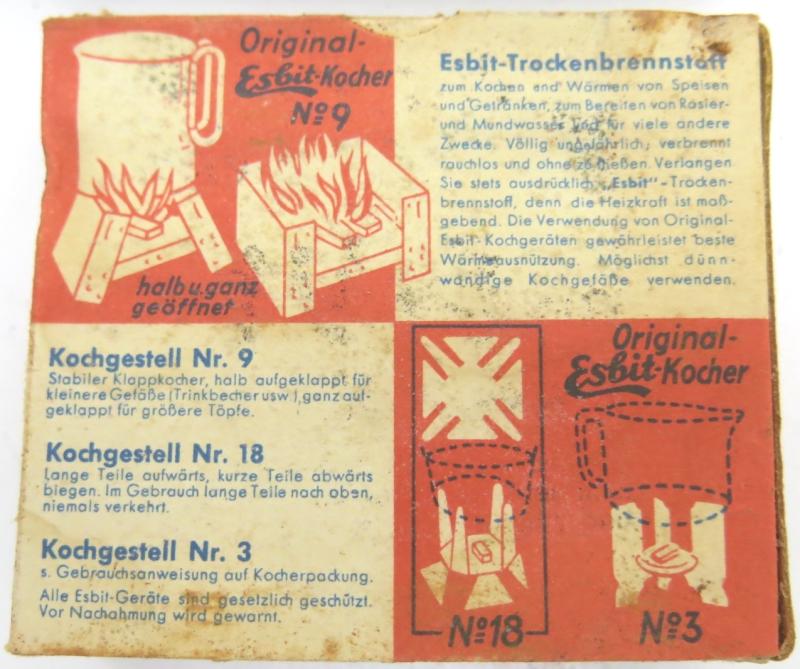 Original-
Esbit-Kocher
Nº9
halb u. ganz
geöffnet
Esbit-Trockenbrennstoff
zum Kochen und Wärmen von Speisen
und Getränken, zum Bereiten von Rasier-
und Mundwasser und für viele andere
Zwecke. Völlig ungefährlich, verbrennt
rauchlos und ohne zu fließen. Verlangen
Sie stets ausdrücklich „Esbit"-Trocken-
brennstoff, denn die Heizkraft ist maß-
gebend. Die Verwendung von Original-
Esbit-Kochgeräten gewährleistet beste
Wärmeausnützung. Möglichst dünn-
wandige Kochgefäße verwenden.
Kochgestell Nr. 9
Stabiler Klappkocher, halb aufgeklappt für
kleinere Gefäße (Trinkbecher usw.), ganz auf-
geklappt für größere Töpfe.
Kochgestell Nr. 18
Lange Teile aufwärts, kurze Teile abwärts
biegen. Im Gebrauch lange Teile nach oben,
niemals verkehrt.
Kochgestell Nr. 3
s. Gebrauchsanweisung auf Kocherpackung.
Alle Esbit-Geräte sind gesetzlich geschützt.
Vor Nachahmung wird gewarnt.
Original-
Esbit-Kocher
Nº18
Nº3